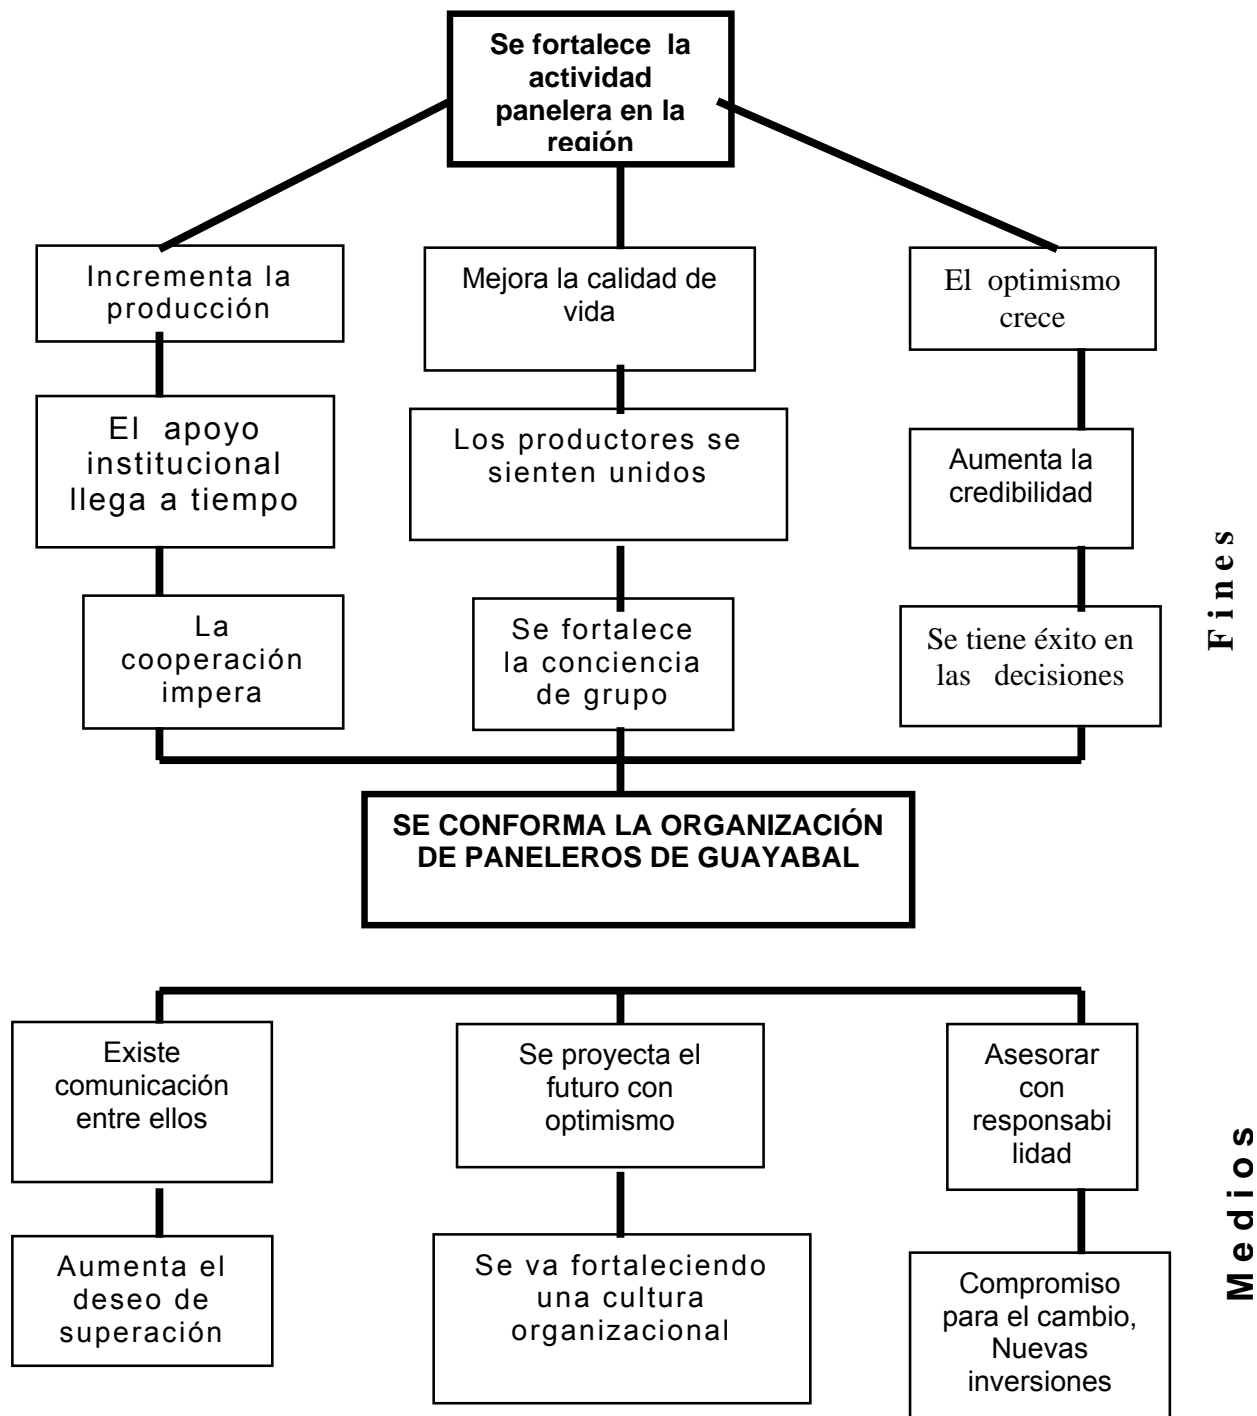 Se fortalece la
actividad
panelera en la
región
Incrementa la
producción
Mejora la calidad de
vida
El optimismo
crece
El apoyo
institucional
llega a tiempo
Los productores se
sienten unidos
Aumenta la
credibilidad
La
cooperación
impera
Se fortalece
la conciencia
de grupo
Se tiene éxito en
las decisiones
Fines
SE CONFORMA LA ORGANIZACIÓN
DE PANELEROS DE GUAYABAL
Existe
comunicación
entre ellos
Se proyecta el
futuro con
optimismo
Asesorar
con
responsabi
lidad
Aumenta el
deseo de
superación
Se va fortaleciendo
una cultura
organizacional
Compromiso
para el cambio,
Nuevas
inversiones
Medios